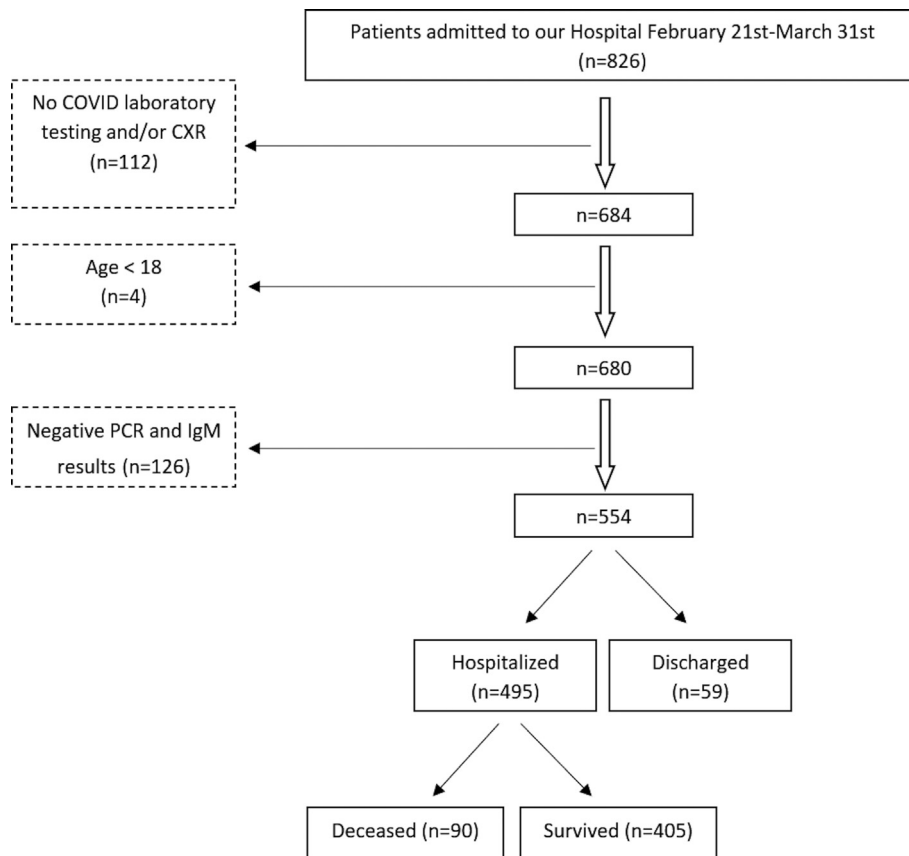 Patients admitted to our Hospital February 21st-March 31st
(n=826)
No COVID laboratory
testing and/or CXR
(n=112)
n=684
Age < 18
(n=4)
n=680
Negative PCR and IgM
results (n=126)
n=554
Hospitalized
(n=495)
Discharged
(n=59)
Deceased (n=90)
Survived (n=405)